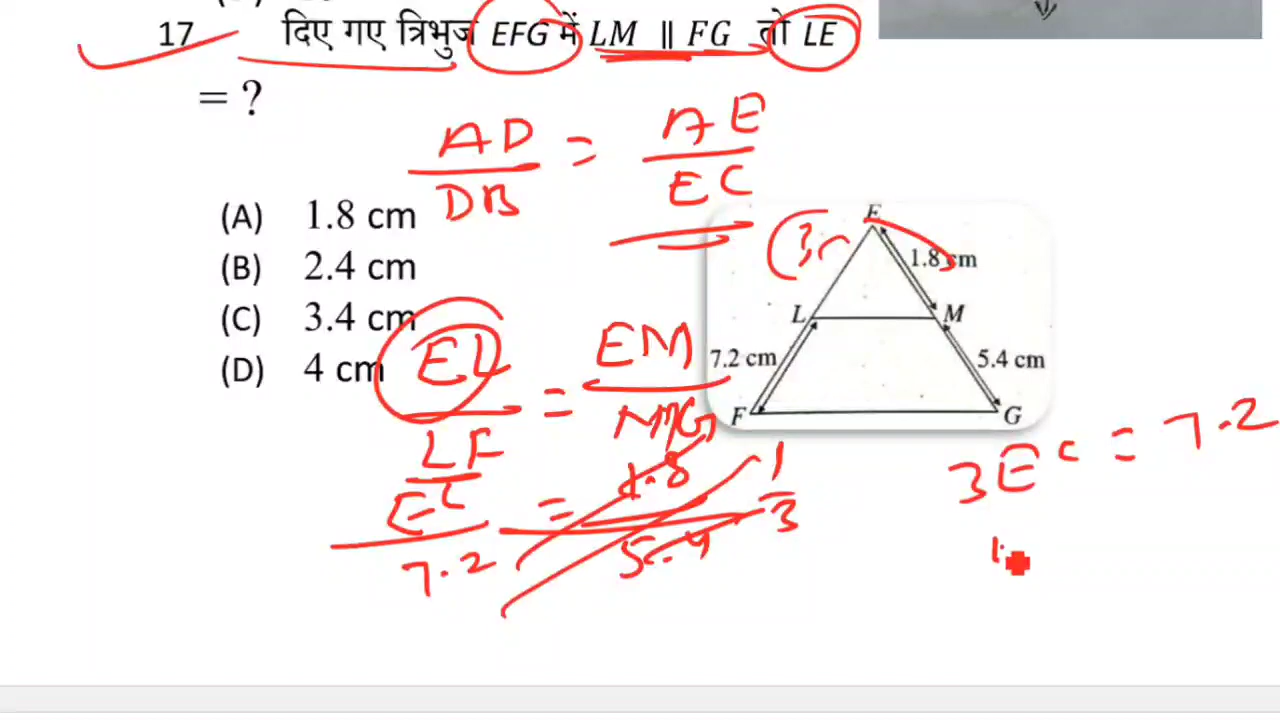 17 दिए गए त्रिभुज EFG में LM || FG तो LE
= ?
AD/DB = AE/EC
(A) 1.8 cm
(B) 2.4 cm
(C) 3.4 cm
(D) 4 cm
E
1.8 cm
L M
7.2 cm 5.4 cm
F G
EL/LF = EM/MG
EL/7.2 = 1.8/5.4 1/3
3EL = 7.2